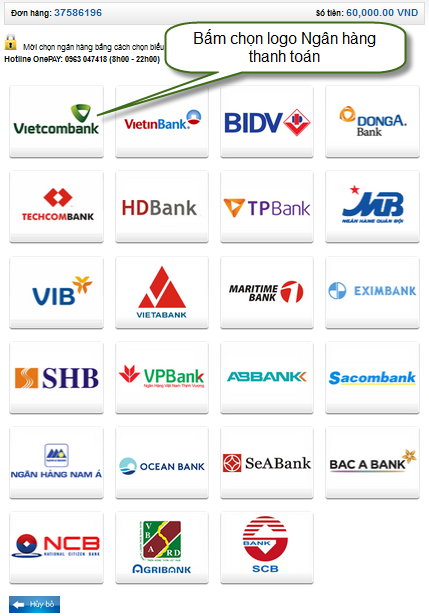 Đơn hàng: 37586196
Số tiền: 60,000.00 VND
Mời chọn ngân hàng bằng cách chọn biểu
Hotline OnePAY: 0963 047418 (8h00 - 22h00)
Bấm chọn logo Ngân hàng
thanh toán
Vietcombank
VietinBank
BIDV
DONGA
Bank
TECHCOMBANK
HDBank
TPBank
MB
NGÂN HÀNG QUÂN ĐỘI
VIB
VIETABANK
MARITIME
BANK
EXIMBANK
SHB
VPBank
Ngân Hàng Việt Nam Thịnh Vượng
ABBANK
Sacombank
NGÂN HÀNG NAM Á
OCEAN BANK
SeABank
BAC A BANK
NCB
NATIONAL CITIZEN BANK
VB
ARD
AGRIBANK
BANK
SCB
Hủy bỏ